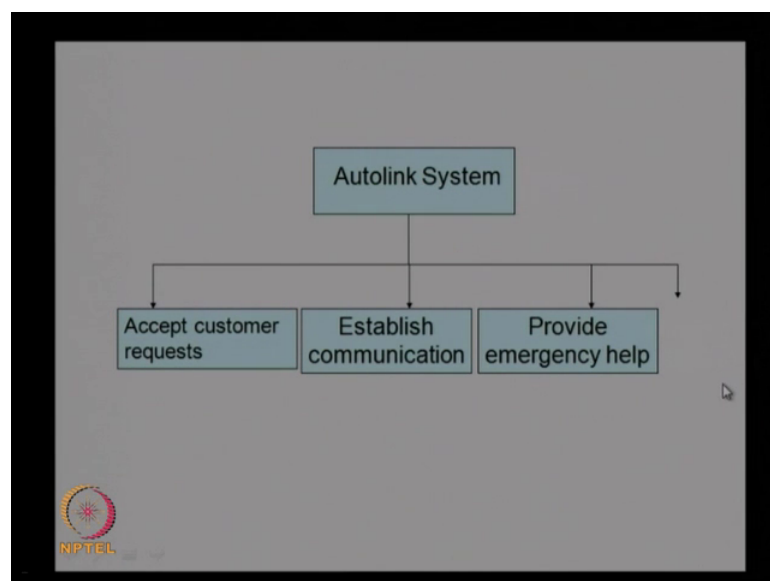 Autolink System
Accept customer
requests
Establish
communication
Provide
emergency help
NPTEL